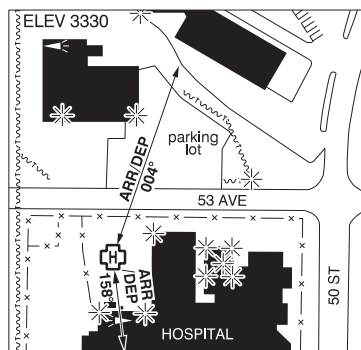 ELEV 3330
ARR/DEP
004°
parking
lot
53 AVE
H
ARR
/DEP
158°
50 ST
HOSPITAL